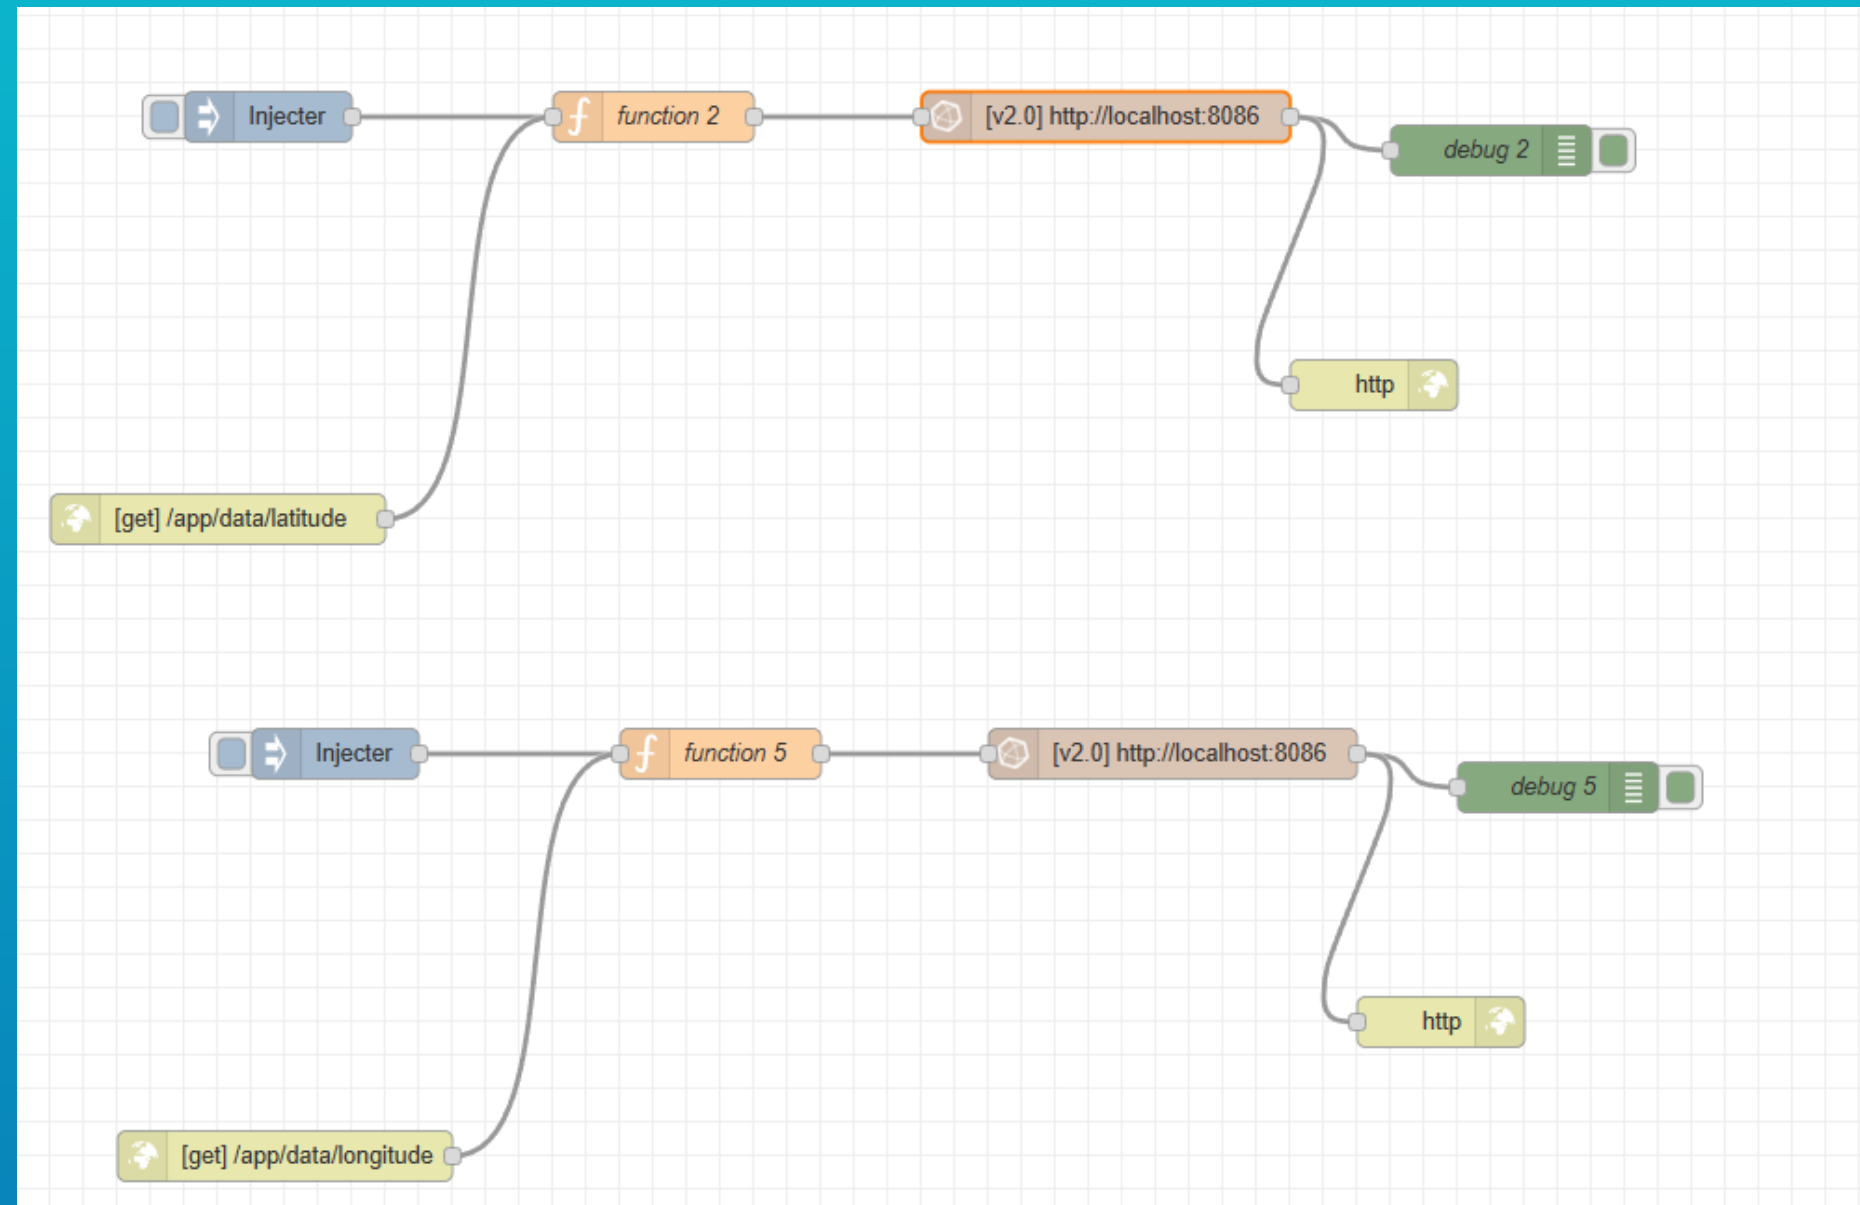 Injecter
function 2
[v2.0] http://localhost:8086
debug 2
http
[get] /app/data/latitude
Injecter
function 5
[v2.0] http://localhost:8086
debug 5
http
[get] /app/data/longitude